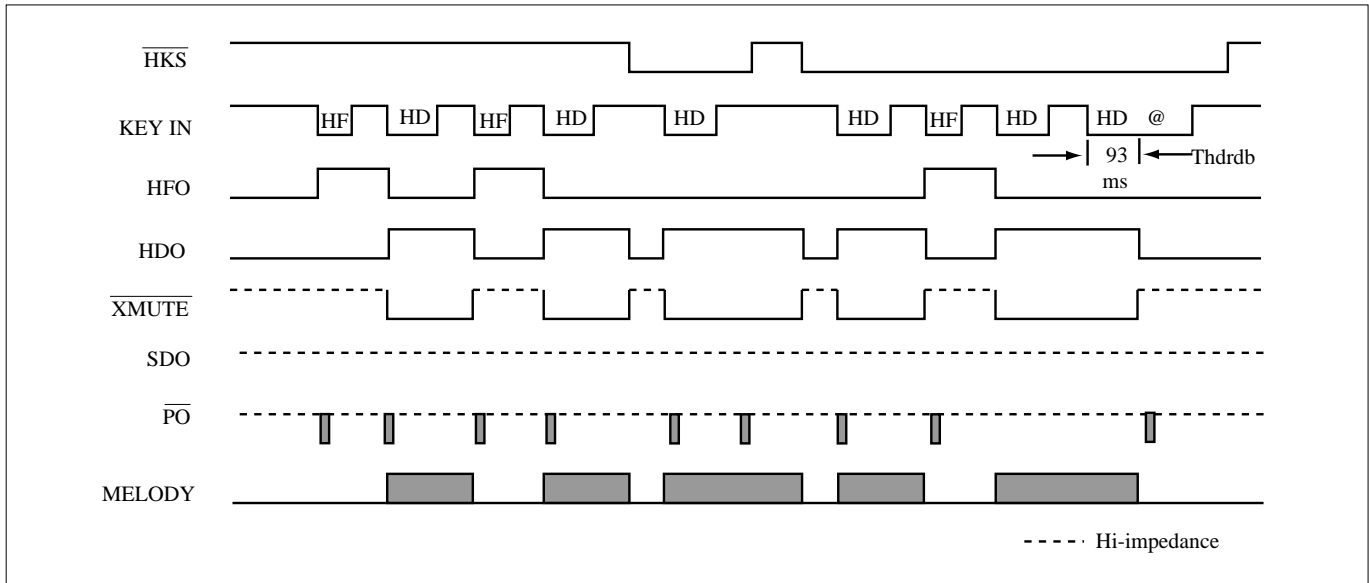 HKS
KEY IN HF HD HF HD HD HD HF HD HD @
93 Thdrdb
ms
HFO
HDO
XMUTE
SDO
PO
MELODY
Hi-impedance